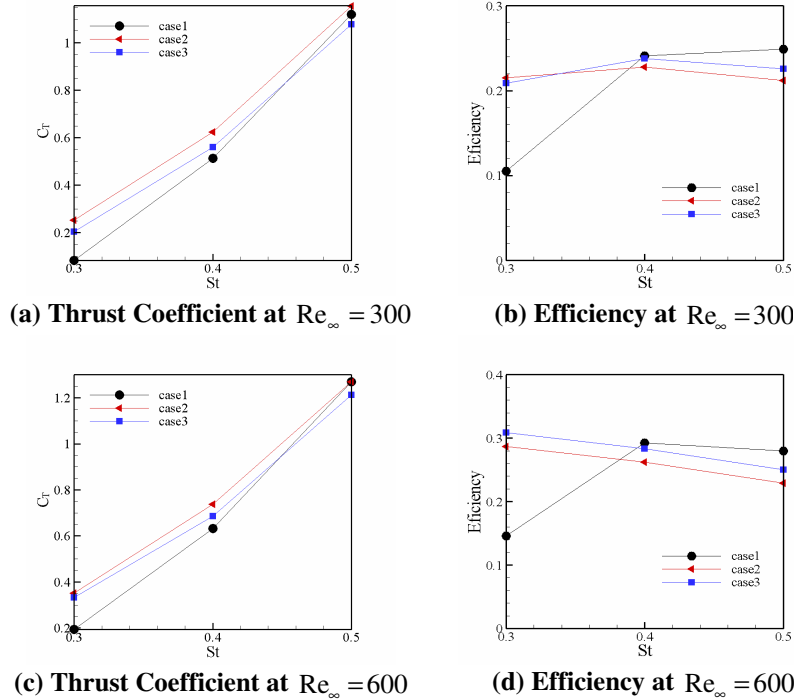 case1
case2
case3
1
0.8
0.6
0.4
0.2
C_T
0.3
0.4
0.5
St
(a) Thrust Coefficient at Re∞ = 300
0.3
0.2
0.1
0
Eficiency
case1
case2
case3
0.3
0.4
0.5
St
(b) Efficiency at Re∞ = 300
case1
case2
case3
1.2
1
0.8
0.6
0.4
0.2
C_T
0.3
0.4
0.5
St
(c) Thrust Coefficient at Re∞ = 600
0.4
0.3
0.2
0.1
0
Eficiency
case1
case2
case3
0.3
0.4
0.5
St
(d) Efficiency at Re∞ = 600